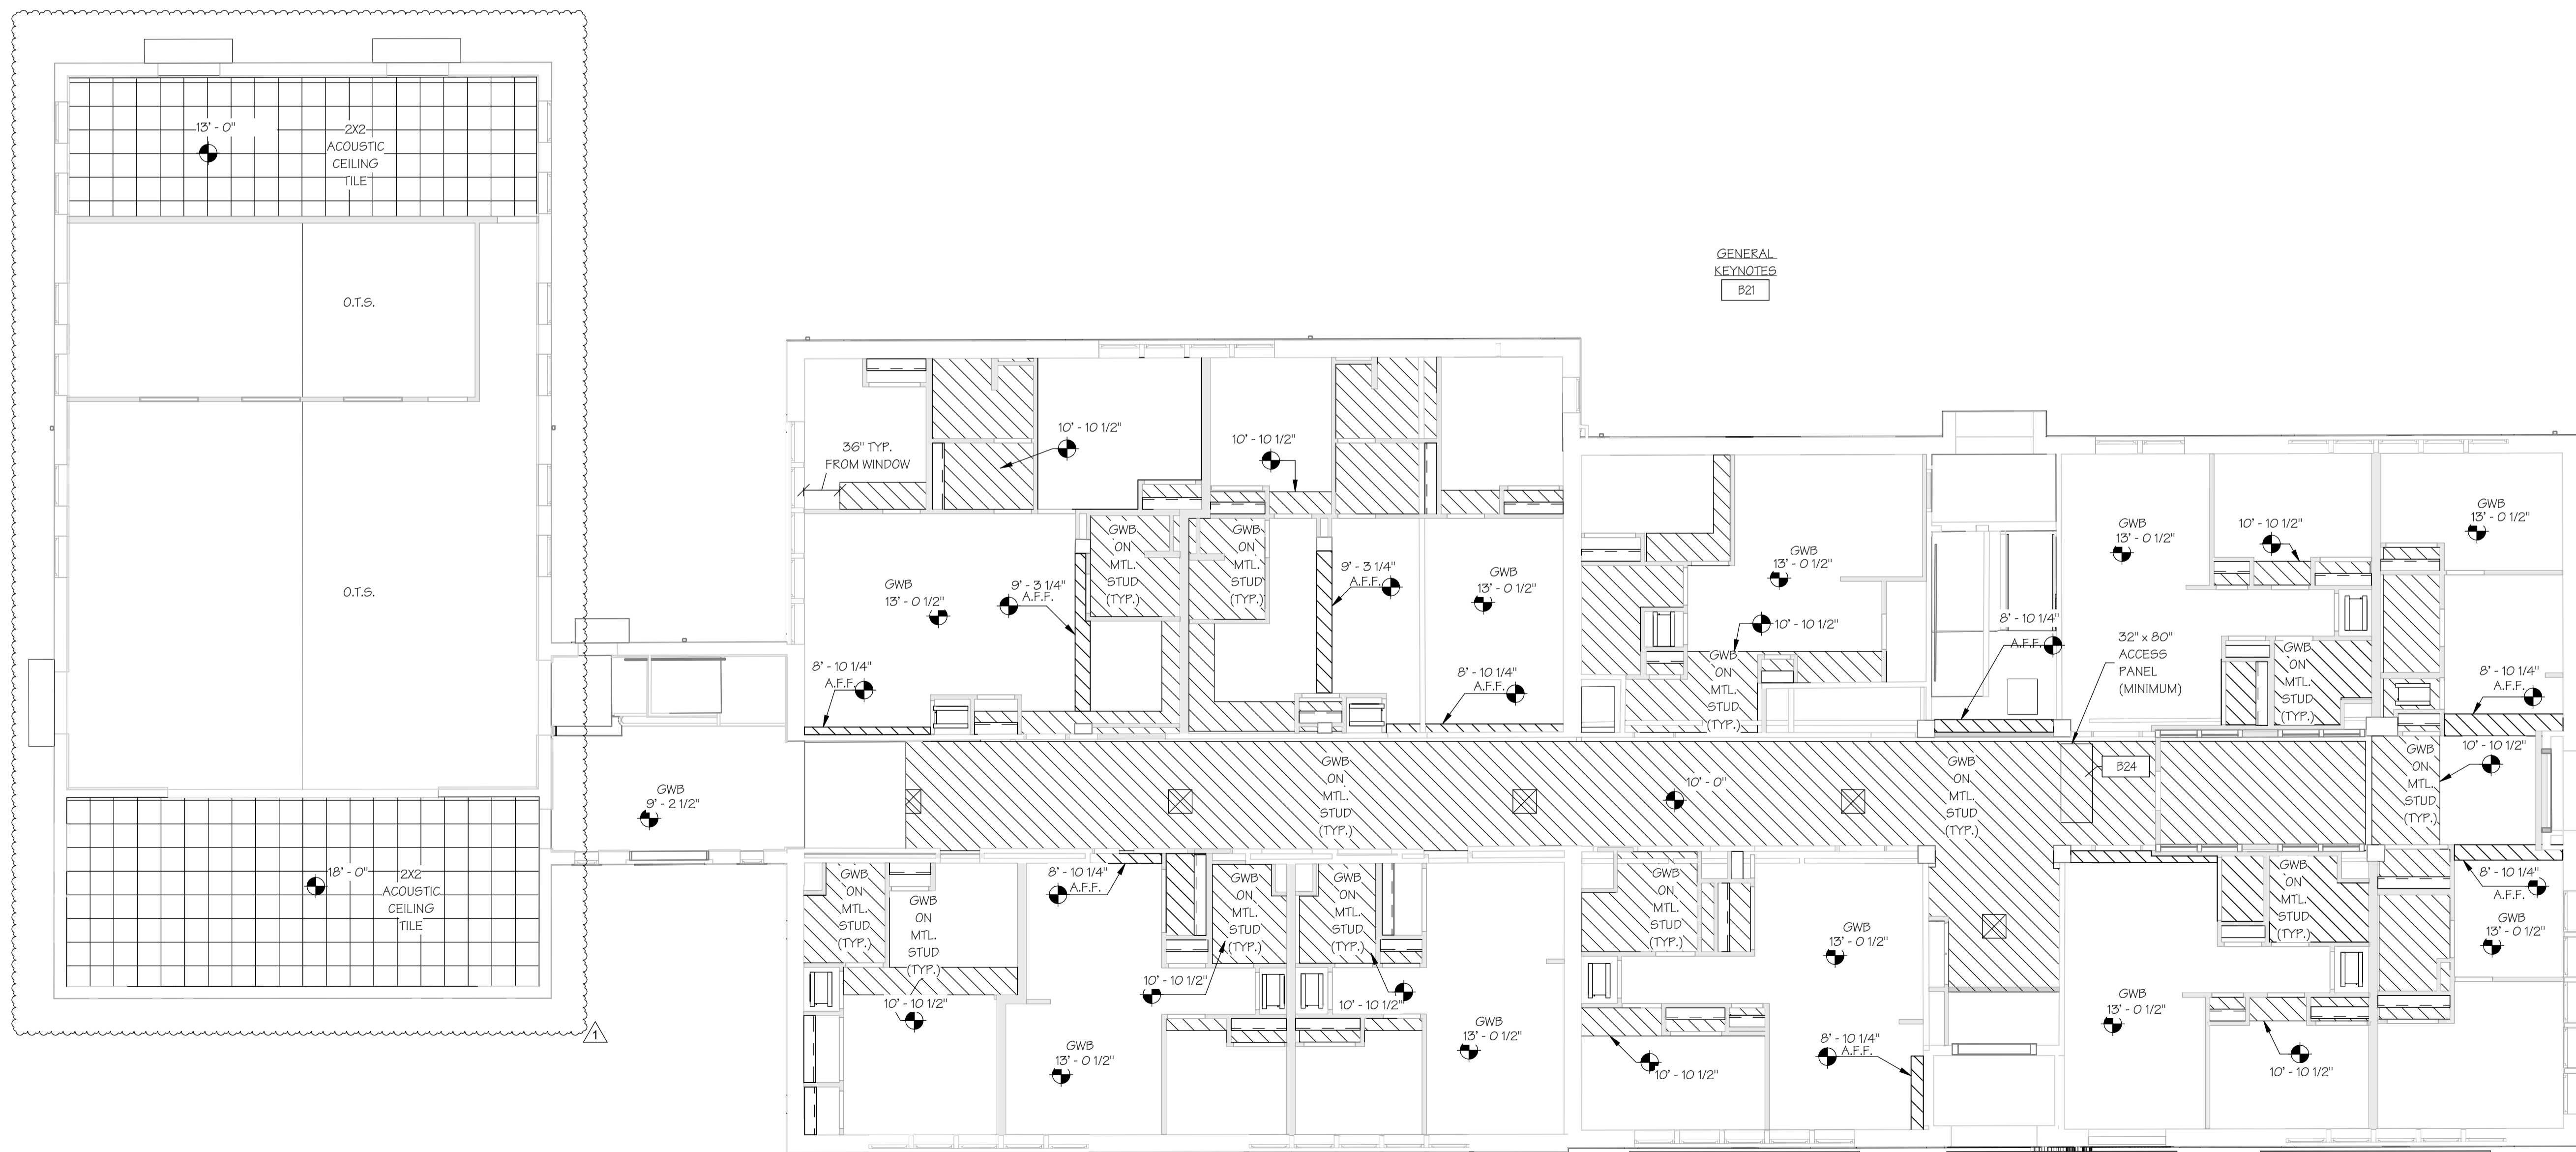 13' - 0"
2X2
ACOUSTIC
CEILING
TILE
O.T.S.
O.T.S.
18' - 0"
2X2
ACOUSTIC
CEILING
TILE
1
GENERAL
KEYNOTES
B21
36" TYP.
FROM WINDOW
10' - 10 1/2"
10' - 10 1/2"
GWB
ON
MTL.
STUD
(TYP.)
GWB
ON
MTL.
STUD
(TYP.)
GWB
13' - 0 1/2"
9' - 3 1/4"
A.F.F.
9' - 3 1/4"
A.F.F.
GWB
13' - 0 1/2"
8' - 10 1/4"
A.F.F.
8' - 10 1/4"
A.F.F.
GWB
13' - 0 1/2"
10' - 10 1/2"
GWB
ON
MTL.
STUD
(TYP.)
8' - 10 1/4"
A.F.F.
GWB
13' - 0 1/2"
10' - 10 1/2"
GWB
13' - 0 1/2"
32" x 80"
ACCESS
PANEL
(MINIMUM)
GWB
ON
MTL.
STUD
(TYP.)
8' - 10 1/4"
A.F.F.
GWB
9' - 2 1/2"
GWB
ON
MTL.
STUD
(TYP.)
10' - 0"
GWB
ON
MTL.
STUD
(TYP.)
B24
GWB
ON
MTL.
STUD
(TYP.)
10' - 10 1/2"
GWB
ON
MTL.
STUD
(TYP.)
GWB
ON
MTL.
STUD
(TYP.)
10' - 10 1/2"
8' - 10 1/4"
A.F.F.
GWB
ON
MTL.
STUD
(TYP.)
10' - 10 1/2"
GWB
ON
MTL.
STUD
(TYP.)
10' - 10 1/2"
GWB
13' - 0 1/2"
GWB
13' - 0 1/2"
GWB
ON
MTL.
STUD
(TYP.)
10' - 10 1/2"
GWB
13' - 0 1/2"
8' - 10 1/4"
A.F.F.
GWB
13' - 0 1/2"
GWB
ON
MTL.
STUD
(TYP.)
10' - 10 1/2"
8' - 10 1/4"
A.F.F.
GWB
13' - 0 1/2"